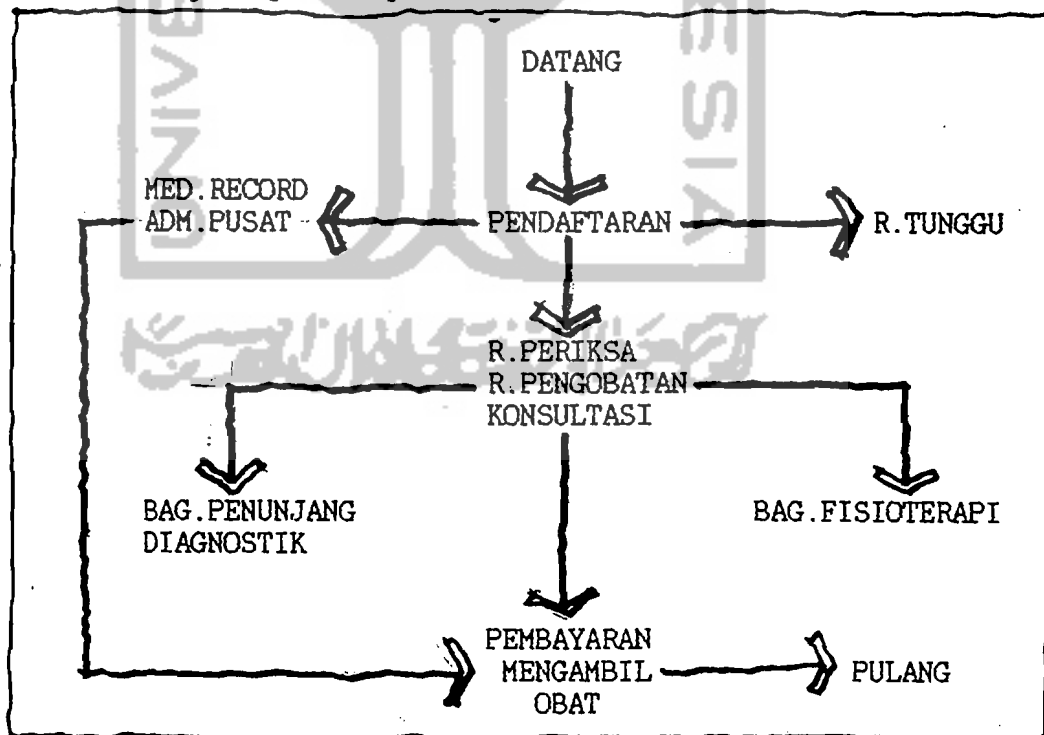 DATANG
MED.RECORD
ADM.PUSAT
PENDAFTARAN
R.TUNGGU
R.PERIKSA
R.PENGOBATAN
KONSULTASI
BAG.PENUNJANG
DIAGNOSTIK
BAG.FISIOTERAPI
PEMBAYARAN
MENGAMBIL
OBAT
PULANG